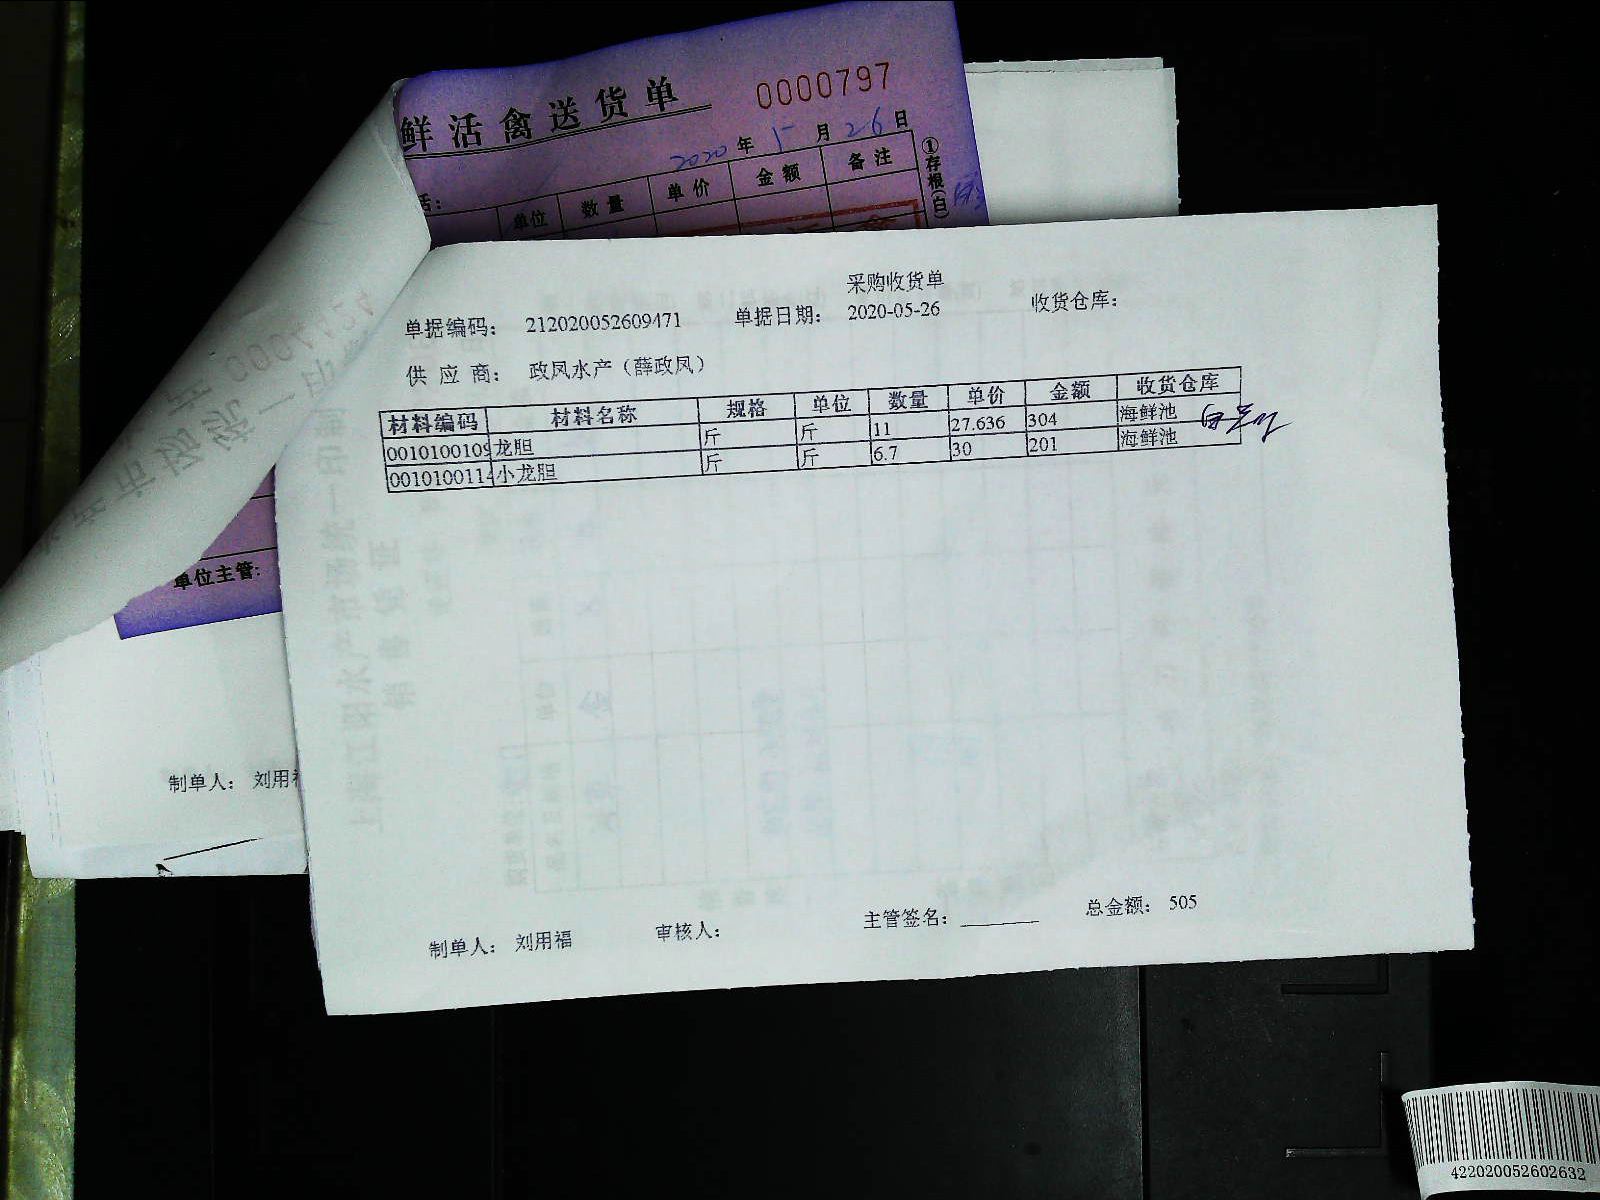 鲜活禽送货单 0000797
2020 年 5 月 26 日
话：
单位 数量 单价 金额 备注
①存根(白)
采购收货单
单据编码： 212020052609471 单据日期： 2020-05-26 收货仓库：
供应商： 政凤水产（薛政凤）
材料编码 材料名称 规格 单位 数量 单价 金额 收货仓库
0010100109 龙胆 斤 斤 11 27.636 304 海鲜池
0010100114 小龙胆 斤 斤 6.7 30 201 海鲜池
单位主管:
制单人： 刘用
制单人： 刘用福 审核人： 主管签名： 总金额： 505
422020052602632